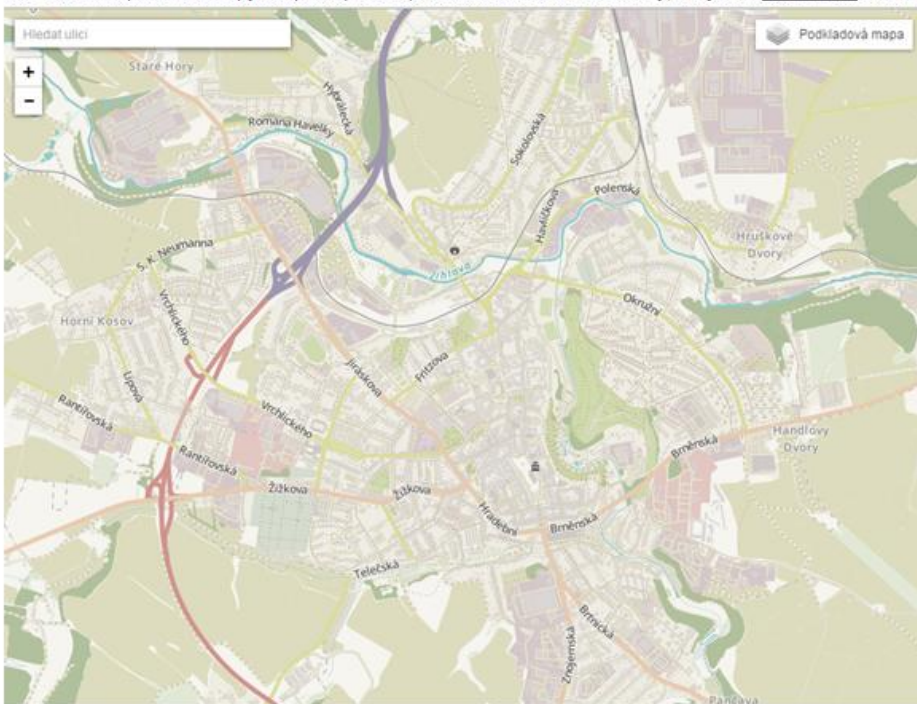 Hledat ulici
Podkladová mapa
+
-
Staré Hory
Hybrálecká
Romana Havelky
Sokolovská
Havlíčkova
Polenská
Hruškové
Dvory
S. K. Neumanna
Jihlava
Vrchlického
Okružní
Horní Kosov
Lipová
Jiráskova
Fritzova
Rantířovská
Vrchlického
Rantířovská
Handlovy
Dvory
Brněnská
Žižkova
Žižkova
Hradební
Brněnská
Telečská
Brtnická
Znojemská
Pančava